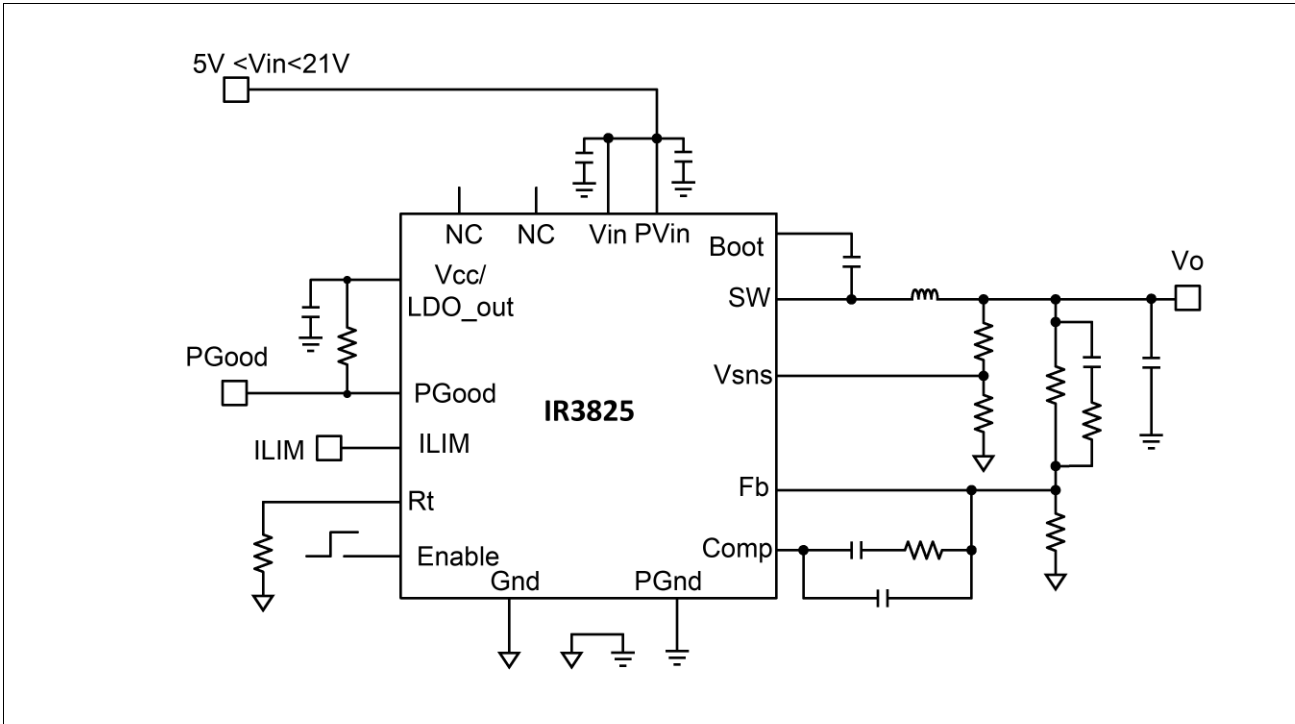 5V <Vin<21V
NC
NC
Vin
PVin
Boot
Vcc/
LDO_out
SW
Vo
PGood
PGood
Vsns
IR3825
ILIM
ILIM
Rt
Fb
Enable
Comp
Gnd
PGnd